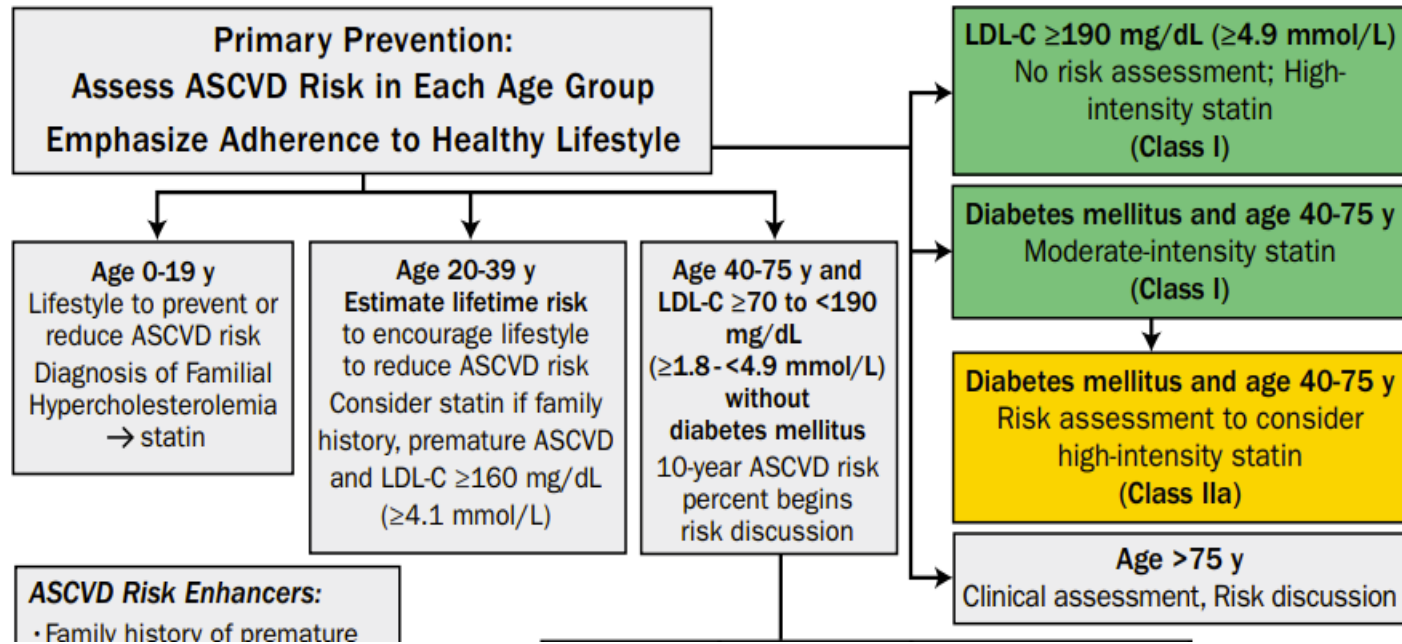 Primary Prevention:
Assess ASCVD Risk in Each Age Group
Emphasize Adherence to Healthy Lifestyle
LDL-C ≥190 mg/dL (≥4.9 mmol/L)
No risk assessment; High-
intensity statin
(Class I)
Diabetes mellitus and age 40-75 y
Moderate-intensity statin
(Class I)
Diabetes mellitus and age 40-75 y
Risk assessment to consider
high-intensity statin
(Class IIa)
Age >75 y
Clinical assessment, Risk discussion
Age 0-19 y
Lifestyle to prevent or
reduce ASCVD risk
Diagnosis of Familial
Hypercholesterolemia
→ statin
Age 20-39 y
Estimate lifetime risk
to encourage lifestyle
to reduce ASCVD risk
Consider statin if family
history, premature ASCVD
and LDL-C ≥160 mg/dL
(≥4.1 mmol/L)
Age 40-75 y and
LDL-C ≥70 to <190
mg/dL
(≥1.8-<4.9 mmol/L)
without
diabetes mellitus
10-year ASCVD risk
percent begins
risk discussion
ASCVD Risk Enhancers:
· Family history of premature